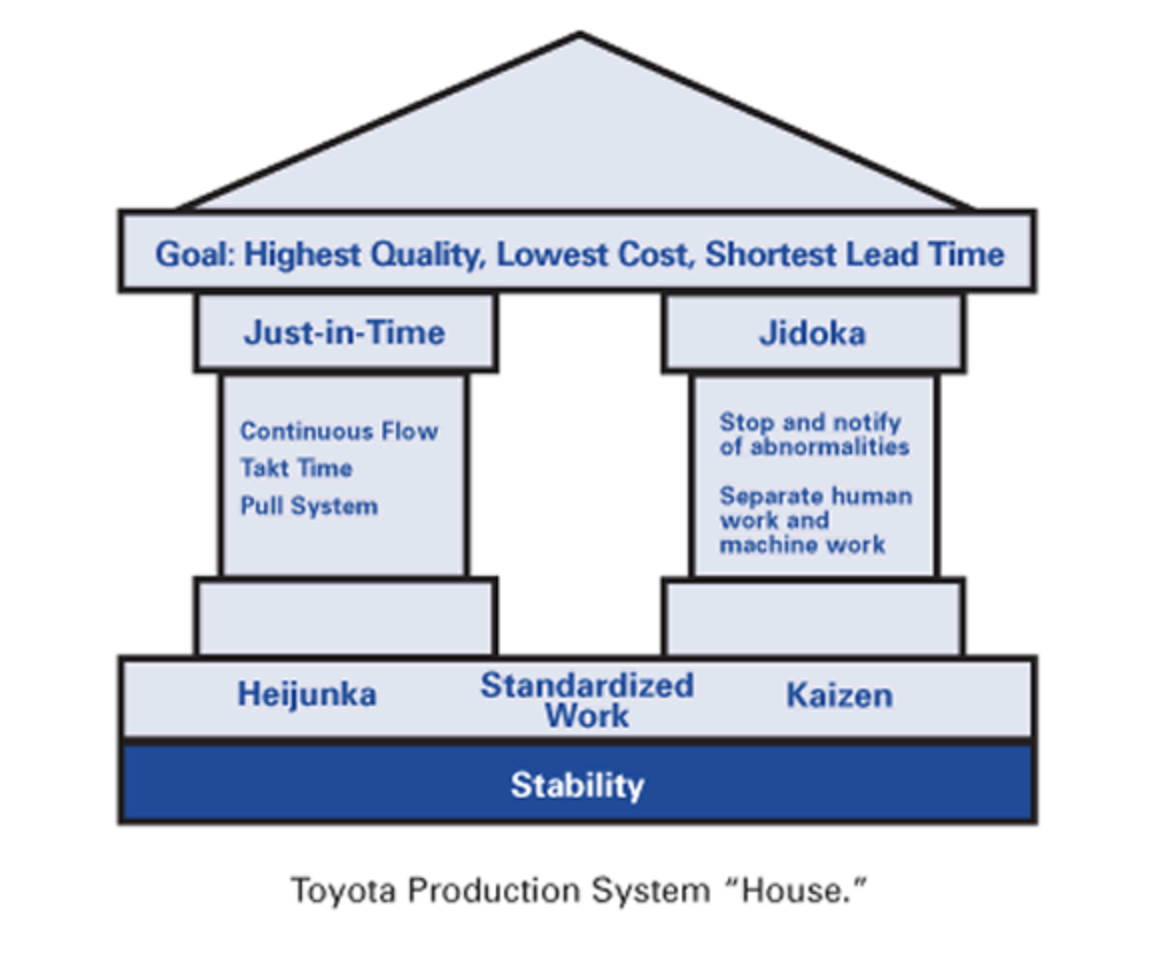 Goal: Highest Quality, Lowest Cost, Shortest Lead Time
Just-in-Time
Continuous Flow
Takt Time
Pull System
Jidoka
Stop and notify
of abnormalities
Separate human
work and
machine work
Heijunka
Standardized
Work
Kaizen
Stability
Toyota Production System “House.”